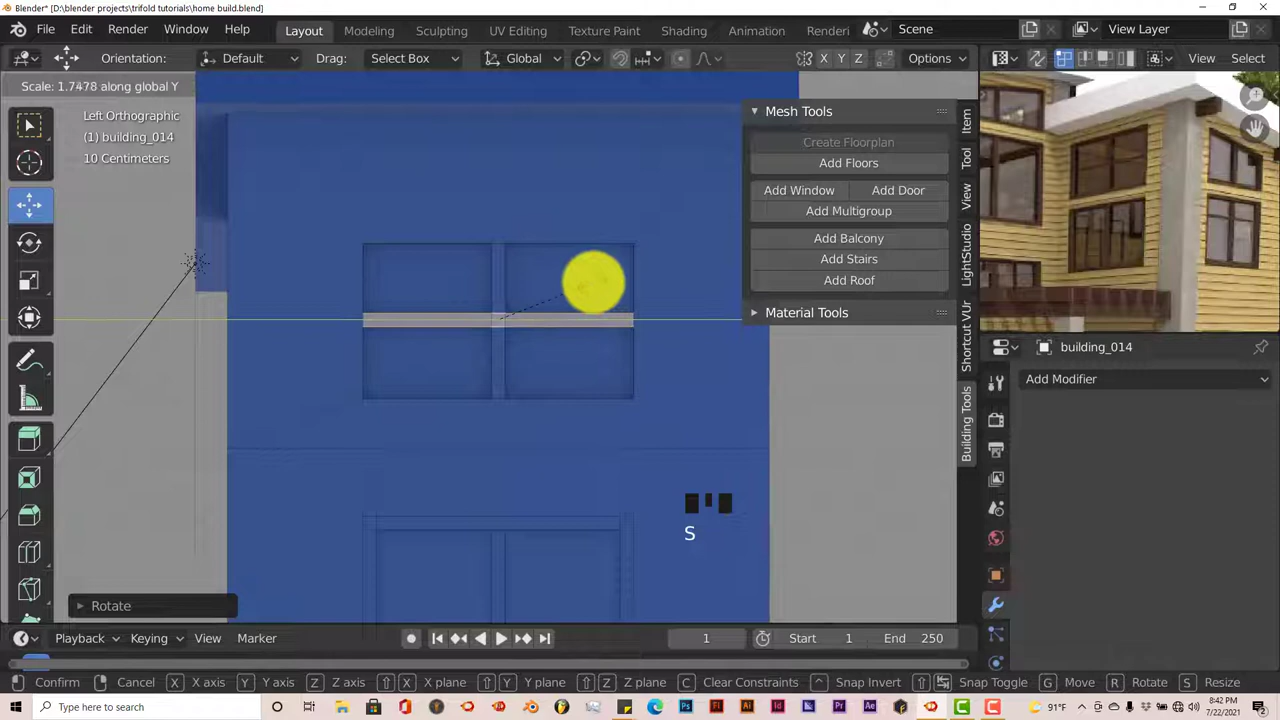 Blender* [D:\blender projects\trifold tutorials\home build.blend]
File Edit Render Window Help Layout Modeling Sculpting UV Editing Texture Paint Shading Animation Renderi Scene View Layer
Orientation: Default Drag: Select Box Global X Y Z Options View Select
Scale: 1.7478 along global Y
Left Orthographic
(1) building_014
10 Centimeters
Mesh Tools
Create Floorplan
Add Floors
Add Window Add Door
Add Multigroup
Add Balcony
Add Stairs
Add Roof
Material Tools
Item
Tool
View
LightStudio
Shortcut VUr
Building Tools
building_014
Add Modifier
S
Rotate
Playback Keying View Marker 1 Start 1 End 250
Confirm Cancel X X axis Y Y axis Z Z axis X X plane Y Y plane Z Z plane C Clear Constraints Snap Invert Snap Toggle G Move R Rotate S Resize
Type here to search
91°F
8:42 PM
7/22/2021